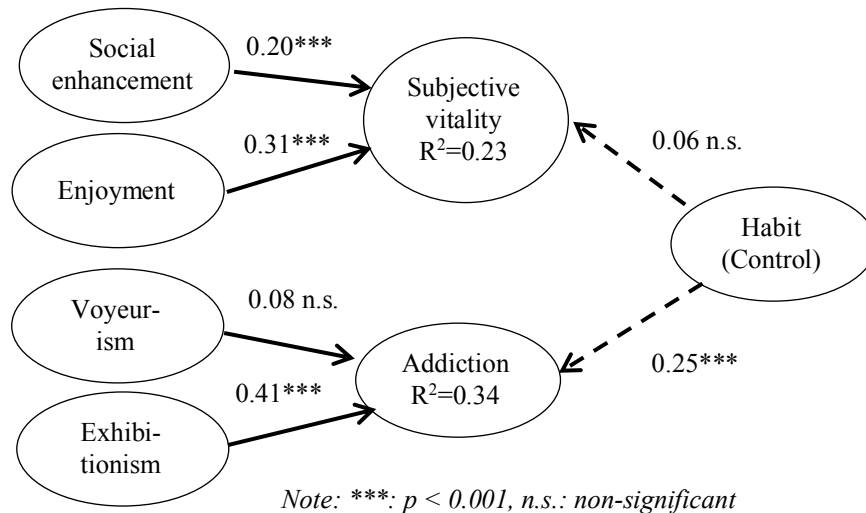 Social
enhancement
0.20***
Subjective
vitality
R²=0.23
0.31***
Enjoyment
0.06 n.s.
Habit
(Control)
Voyeur-
ism
0.08 n.s.
Addiction
R²=0.34
0.25***
0.41***
Exhibi-
tionism
Note: ***: p < 0.001, n.s.: non-significant